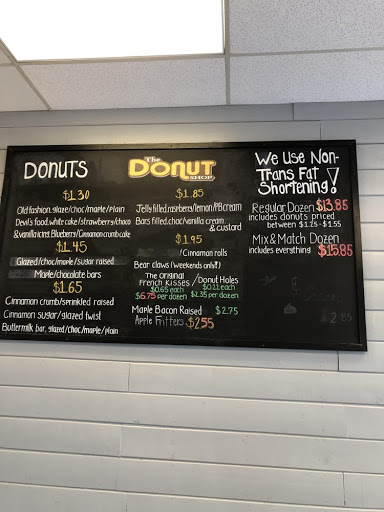 DONUTS
$1.30
Old fashion, glaze/choc/maple/plain
Devil's food, white cake/strawberry/choco
& vanilla iced, Blueberry/Cinnamon crumb cake
$1.45
Glazed/choc/maple/sugar raised
Maple/chocolate bars
$1.65
Cinnamon crumb/sprinkled raised
Cinnamon sugar/glazed twist
Buttermilk bar, glazd/choc/maple/plain
The
DONUT
SHOP
$1.85
Jelly filled, raspberry/lemon/PB cream
Bars filled, choc/vanilla cream
& custard
$1.95
/Cinnamon rolls
Bear claws (weekends only!!)
The Original
French Kisses / Donut Holes
$0.65 each $0.21 each
$6.75 per dozen $2.35 per dozen
Maple Bacon Raised $2.75
Apple Fritters $2.55
We Use Non-
Trans Fat
Shortening!
Regular Dozen $13.85
includes donuts priced
between $1.25-$1.55
Mix & Match Dozen
includes everything $15.85
2.85